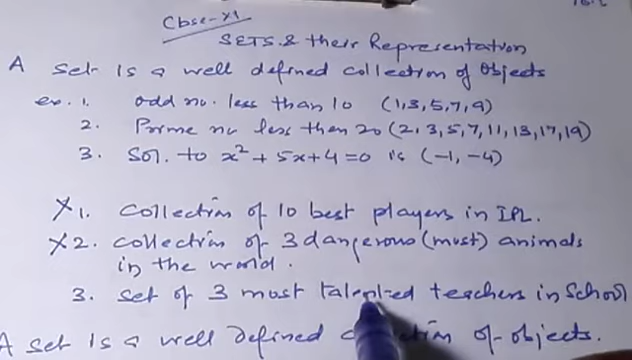 Cbse-XI
SETS & their Representation
A set is a well defined collection of objects
ex. 1. odd no. less than 10 (1,3,5,7,9)
2. Prime no less then 20 (2,3,5,7,11,13,17,19)
3. Sol. to x² + 5x + 4 = 0 is (-1, -4)
X1. Collection of 10 best players in IPL.
X2. collection of 3 dangerous (most) animals
in the world.
3. set of 3 most talented teachers in School
A set is a well defined of objects.